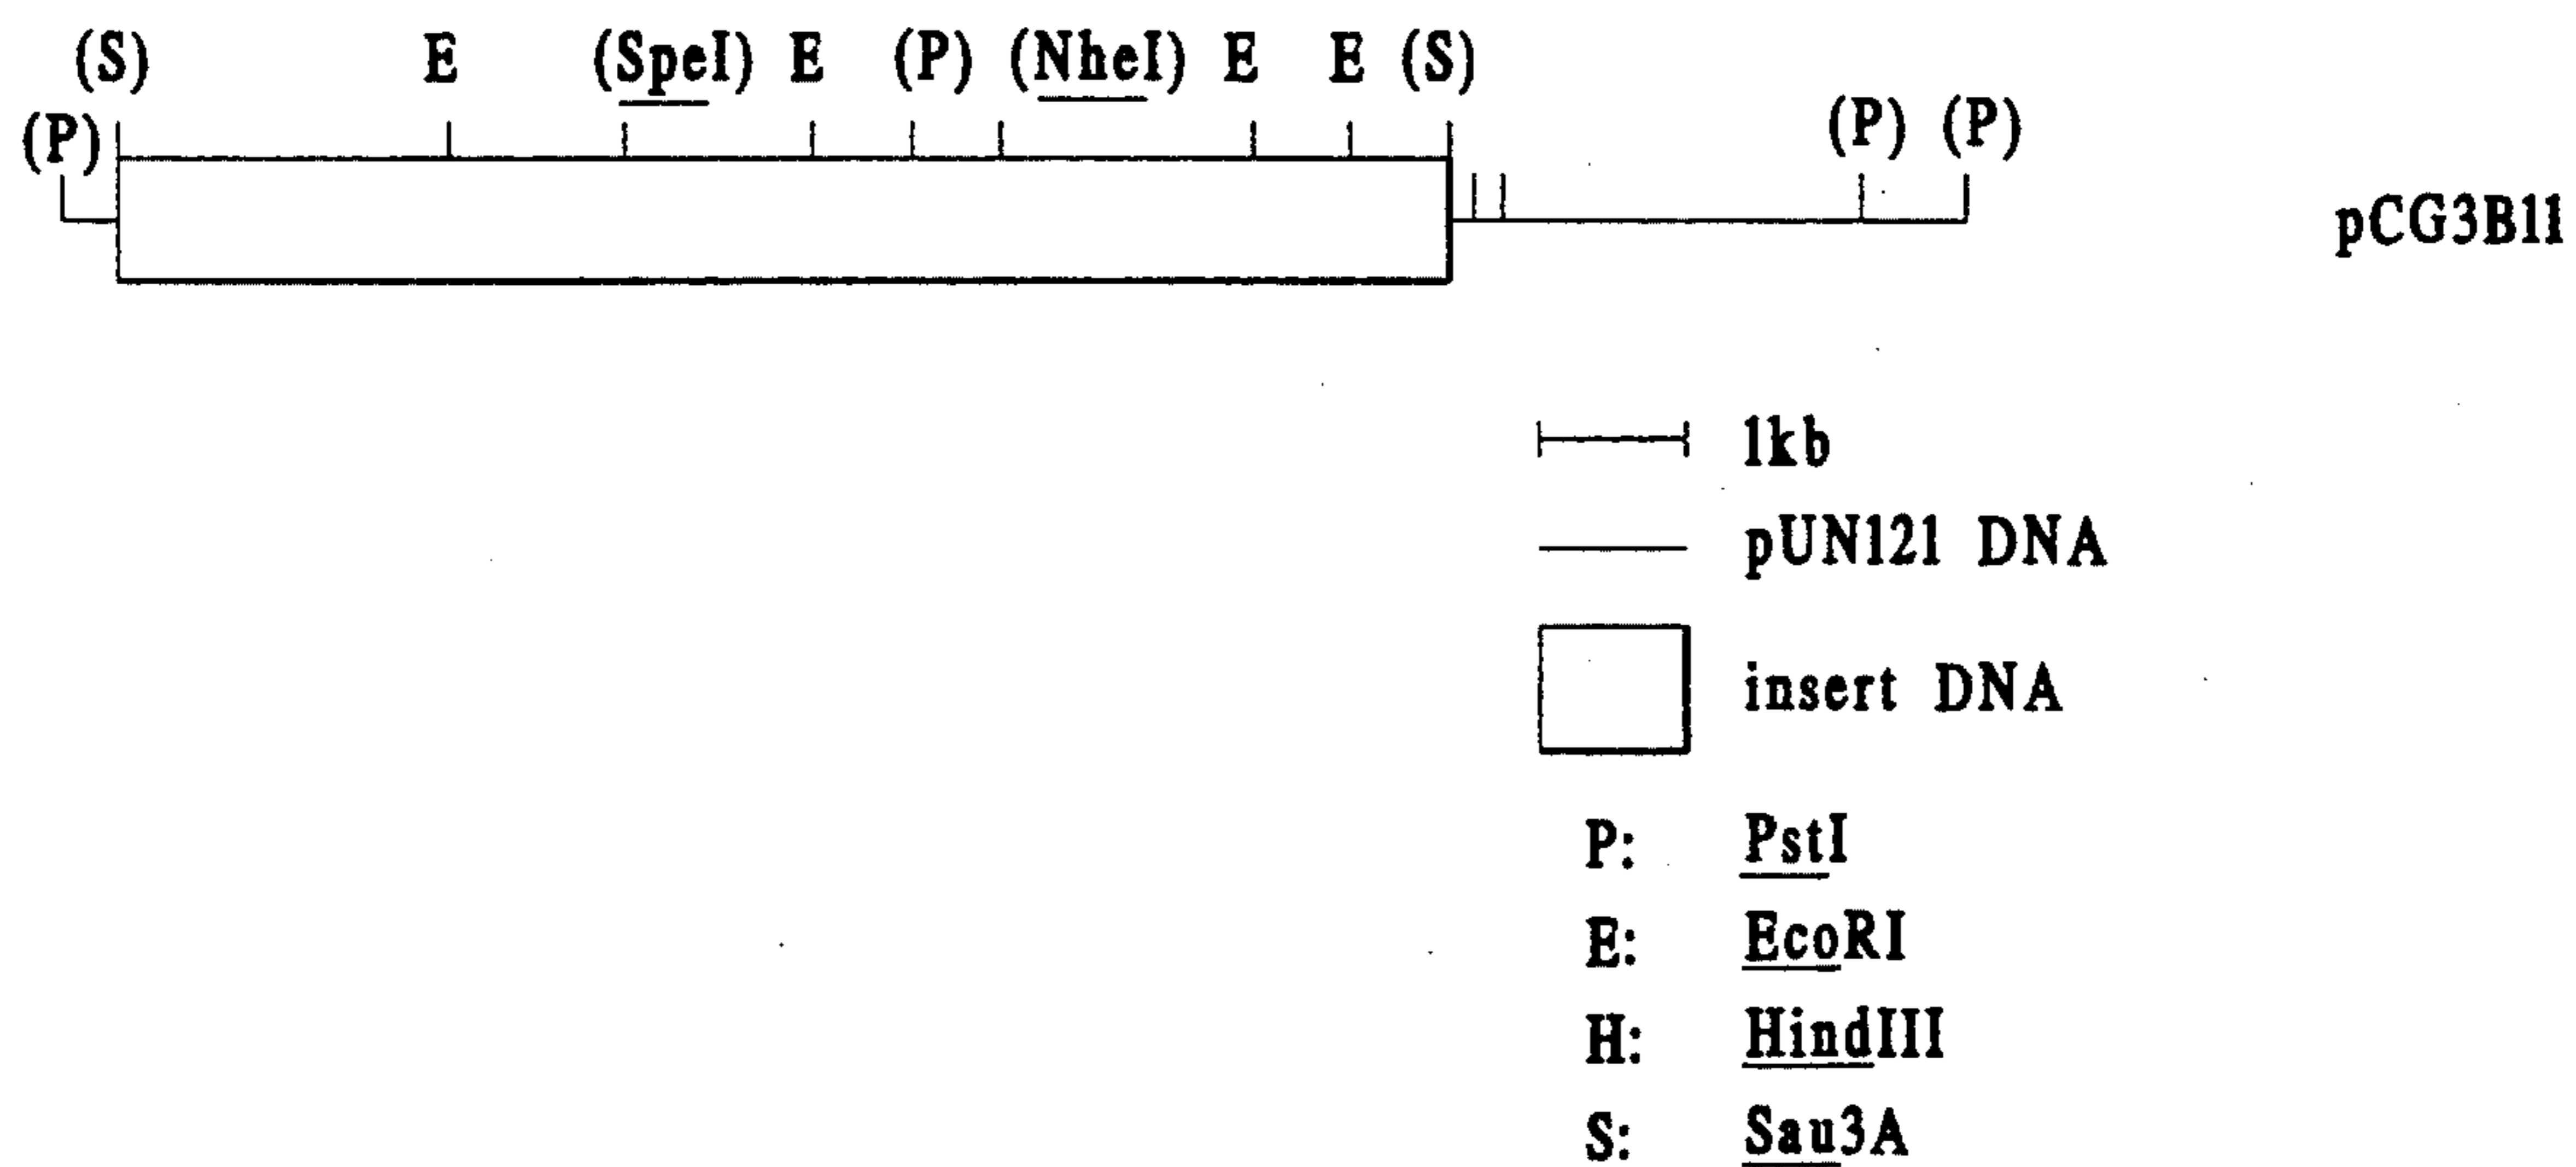 (S) E (SpeI) E (P) (NheI) E E (S)
(P) (P) (P)
pCG3B11
1kb
pUN121 DNA
insert DNA
P: PstI
E: EcoRI
H: HindIII
S: Sau3A